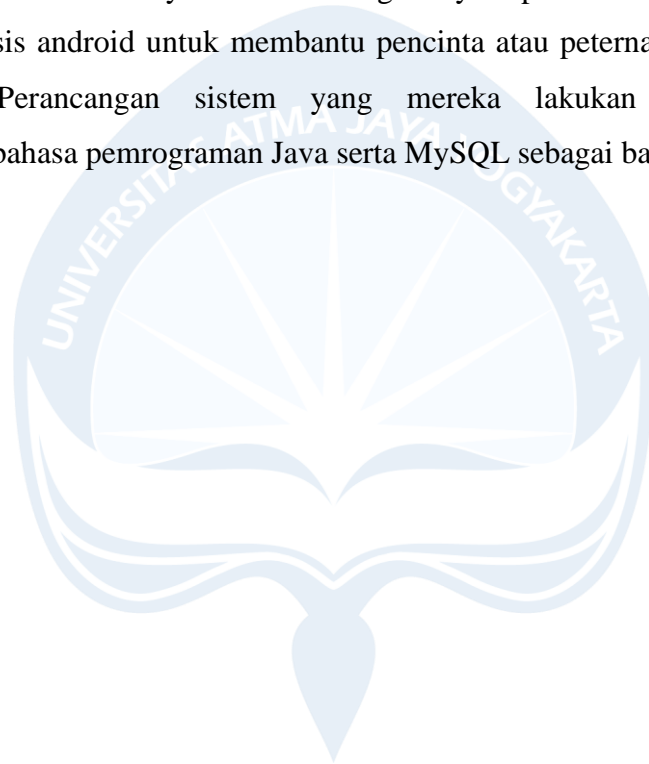 sis android untuk membantu pencinta atau peterna
Perancangan sistem yang mereka lakukan
bahasa pemrograman Java serta MySQL sebagai ba
UNIVERSITAS ATMA JAYA YOGYAKARTA